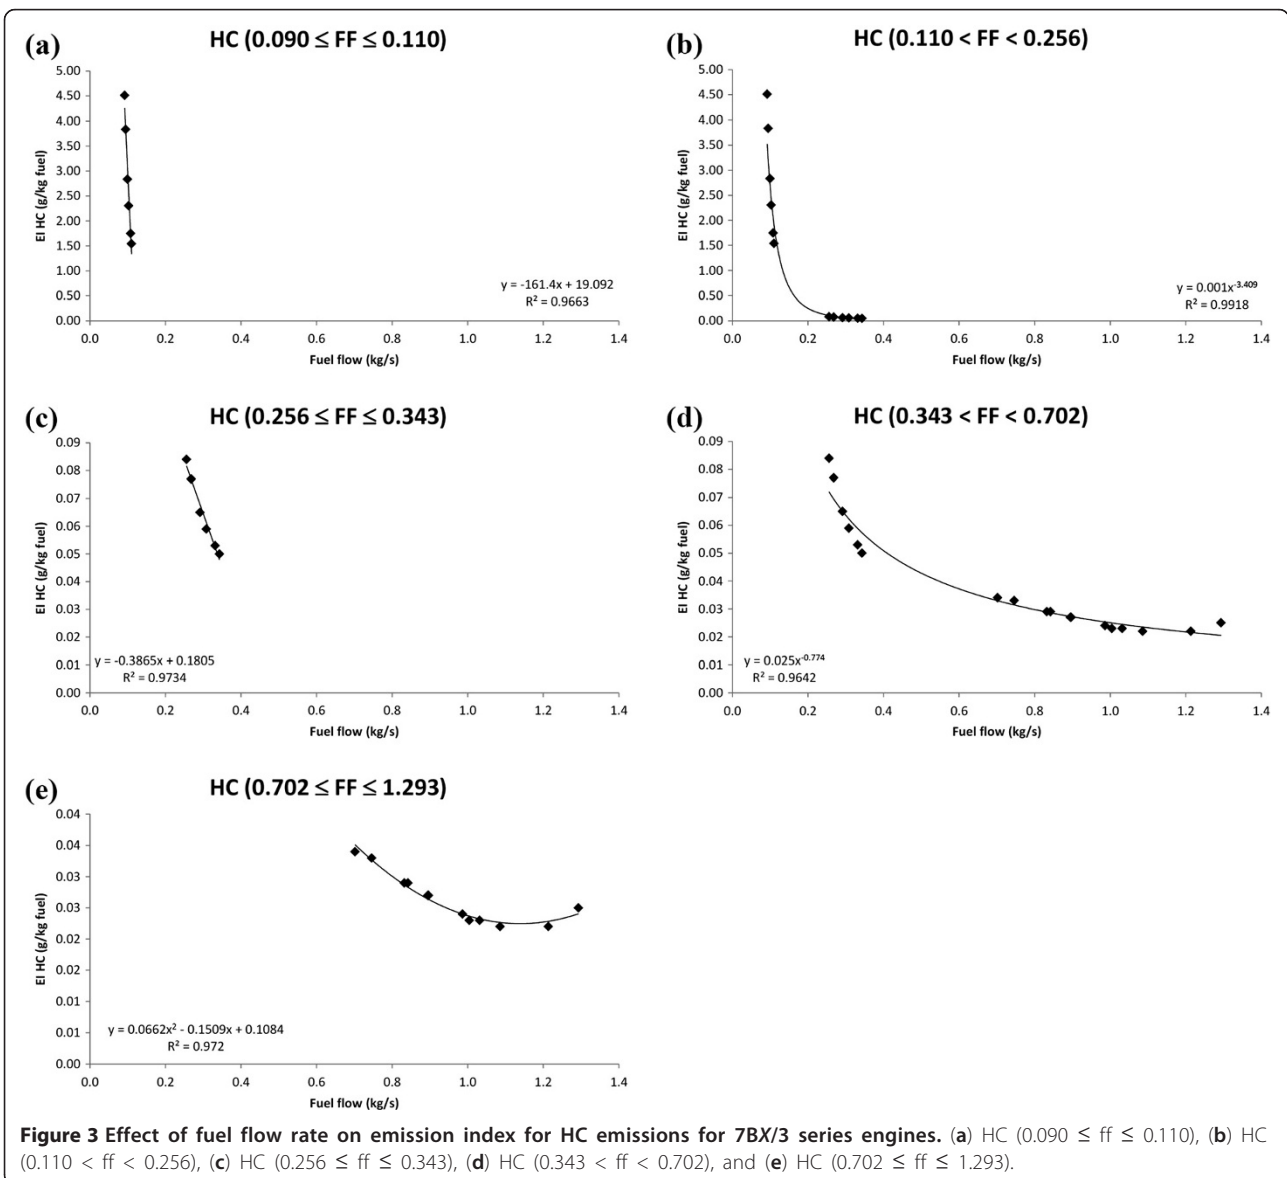 (a) HC (0.090 ≤ FF ≤ 0.110)
5.00
4.50
4.00
3.50
3.00
2.50
2.00
1.50
1.00
0.50
0.00
EI HC (g/kg fuel)
y = -161.4x + 19.092
R² = 0.9663
0.0 0.2 0.4 0.6 0.8 1.0 1.2 1.4
Fuel flow (kg/s)
(b) HC (0.110 < FF < 0.256)
5.00
4.50
4.00
3.50
3.00
2.50
2.00
1.50
1.00
0.50
0.00
EI HC (g/kg fuel)
y = 0.001x⁻³·⁴⁰⁹
R² = 0.9918
0.0 0.2 0.4 0.6 0.8 1.0 1.2 1.4
Fuel flow (kg/s)
(c) HC (0.256 ≤ FF ≤ 0.343)
0.09
0.08
0.07
0.06
0.05
0.04
0.03
0.02
0.01
0.00
EI HC (g/kg fuel)
y = -0.3865x + 0.1805
R² = 0.9734
0.0 0.2 0.4 0.6 0.8 1.0 1.2 1.4
Fuel flow (kg/s)
(d) HC (0.343 < FF < 0.702)
0.09
0.08
0.07
0.06
0.05
0.04
0.03
0.02
0.01
0.00
EI HC (g/kg fuel)
y = 0.025x⁻⁰·⁷⁷⁴
R² = 0.9642
0.0 0.2 0.4 0.6 0.8 1.0 1.2 1.4
Fuel flow (kg/s)
(e) HC (0.702 ≤ FF ≤ 1.293)
0.04
0.04
0.03
0.03
0.02
0.02
0.01
0.01
0.00
EI HC (g/kg fuel)
y = 0.0662x² - 0.1509x + 0.1084
R² = 0.972
0.0 0.2 0.4 0.6 0.8 1.0 1.2 1.4
Fuel flow (kg/s)
Figure 3 Effect of fuel flow rate on emission index for HC emissions for 7BX/3 series engines. (a) HC (0.090 ≤ ff ≤ 0.110), (b) HC
(0.110 < ff < 0.256), (c) HC (0.256 ≤ ff ≤ 0.343), (d) HC (0.343 < ff < 0.702), and (e) HC (0.702 ≤ ff ≤ 1.293).